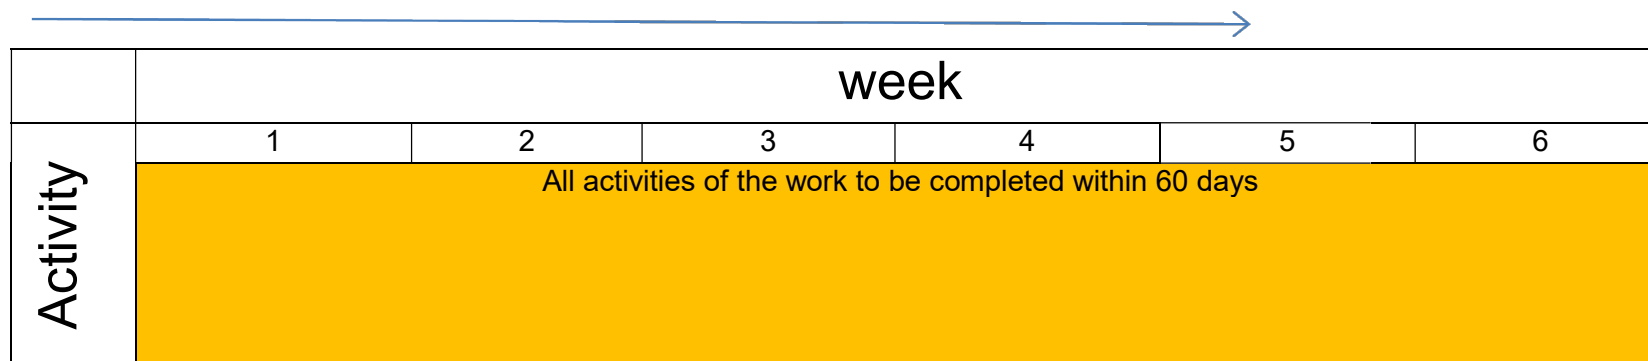 week
1 2 3 4 5 6
Activity
All activities of the work to be completed within 60 days